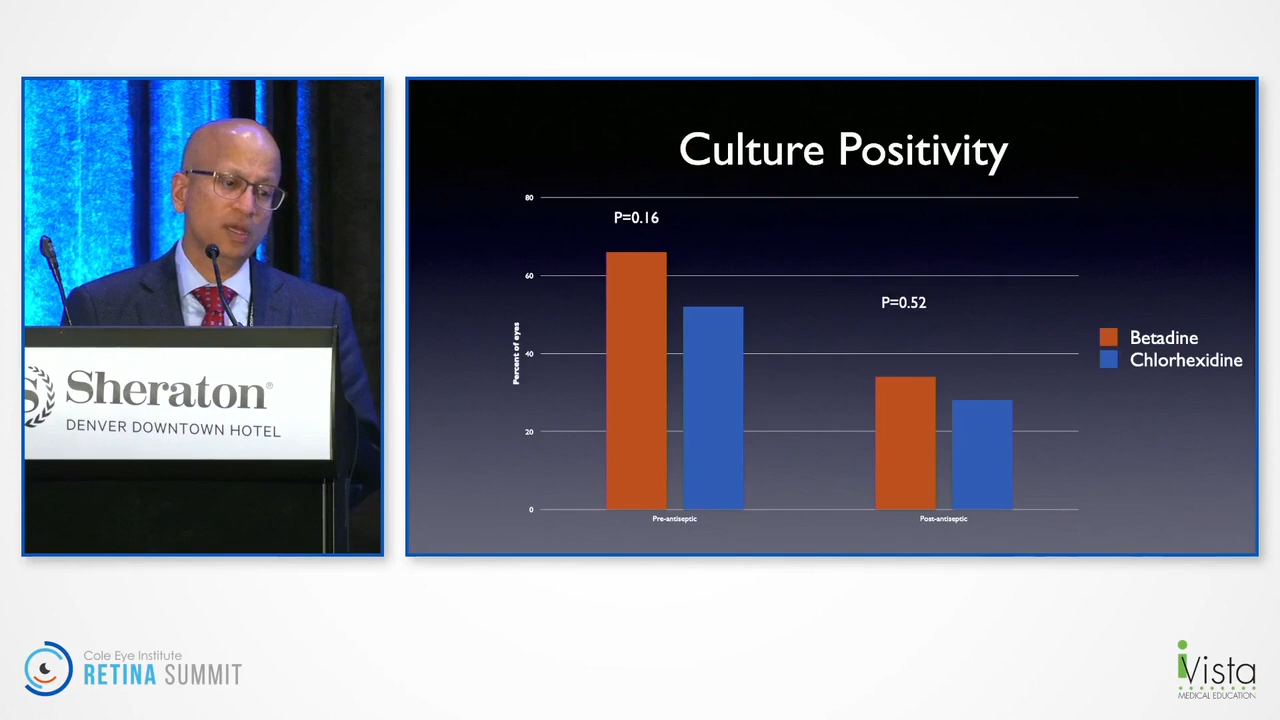 Sheraton®
DENVER DOWNTOWN HOTEL
Culture Positivity
80
60
40
20
0
Percent of eyes
P=0.16
P=0.52
Pre-antiseptic
Post-antiseptic
Betadine
Chlorhexidine
Cole Eye Institute
RETINA SUMMIT
iVista
MEDICAL EDUCATION